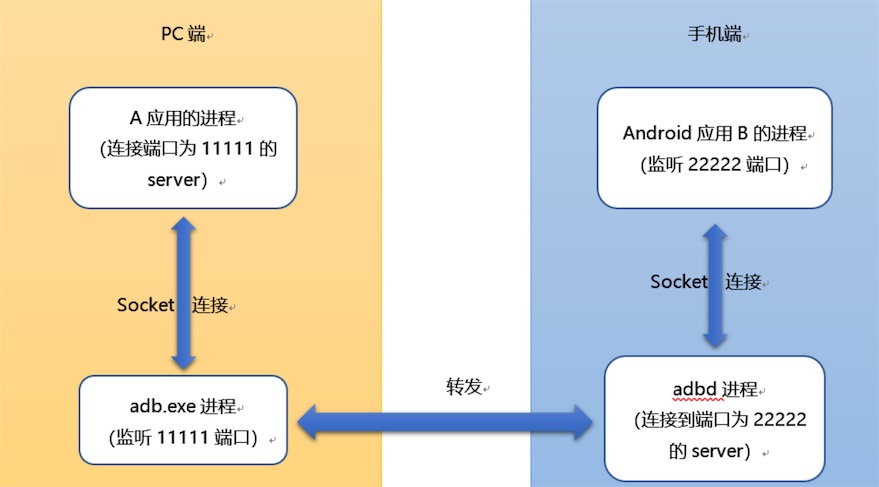 PC 端
手机端
A 应用的进程
(连接端口为 11111 的
server）
Android 应用 B 的进程
（监听 22222 端口）
Socket 连接
Socket 连接
adb.exe 进程
（监听 11111 端口）
转发
adbd 进程
（连接到端口为 22222
的 server）